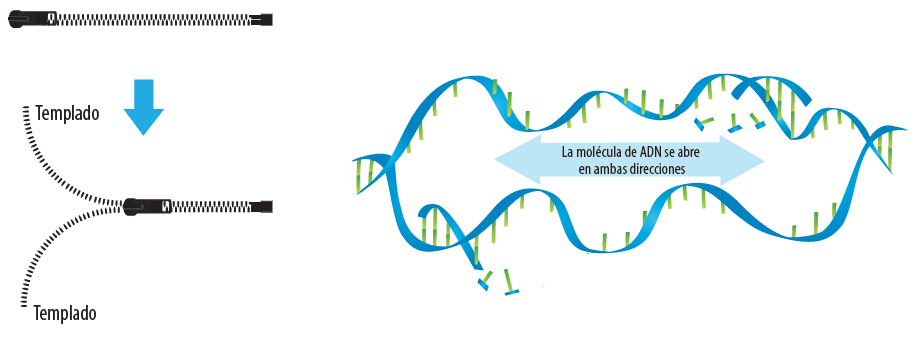 Templado
Templado
La molécula de ADN se abre
en ambas direcciones